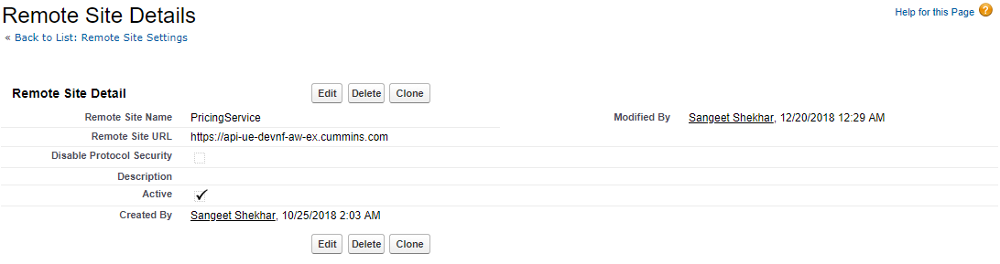 Remote Site Details
Help for this Page ?
« Back to List: Remote Site Settings
Remote Site Detail
Edit Delete Clone
Remote Site Name PricingService Modified By Sangeet Shekhar, 12/20/2018 12:29 AM
Remote Site URL https://api-ue-devnf-aw-ex.cummins.com
Disable Protocol Security
Description
Active
Created By Sangeet Shekhar, 10/25/2018 2:03 AM
Edit Delete Clone